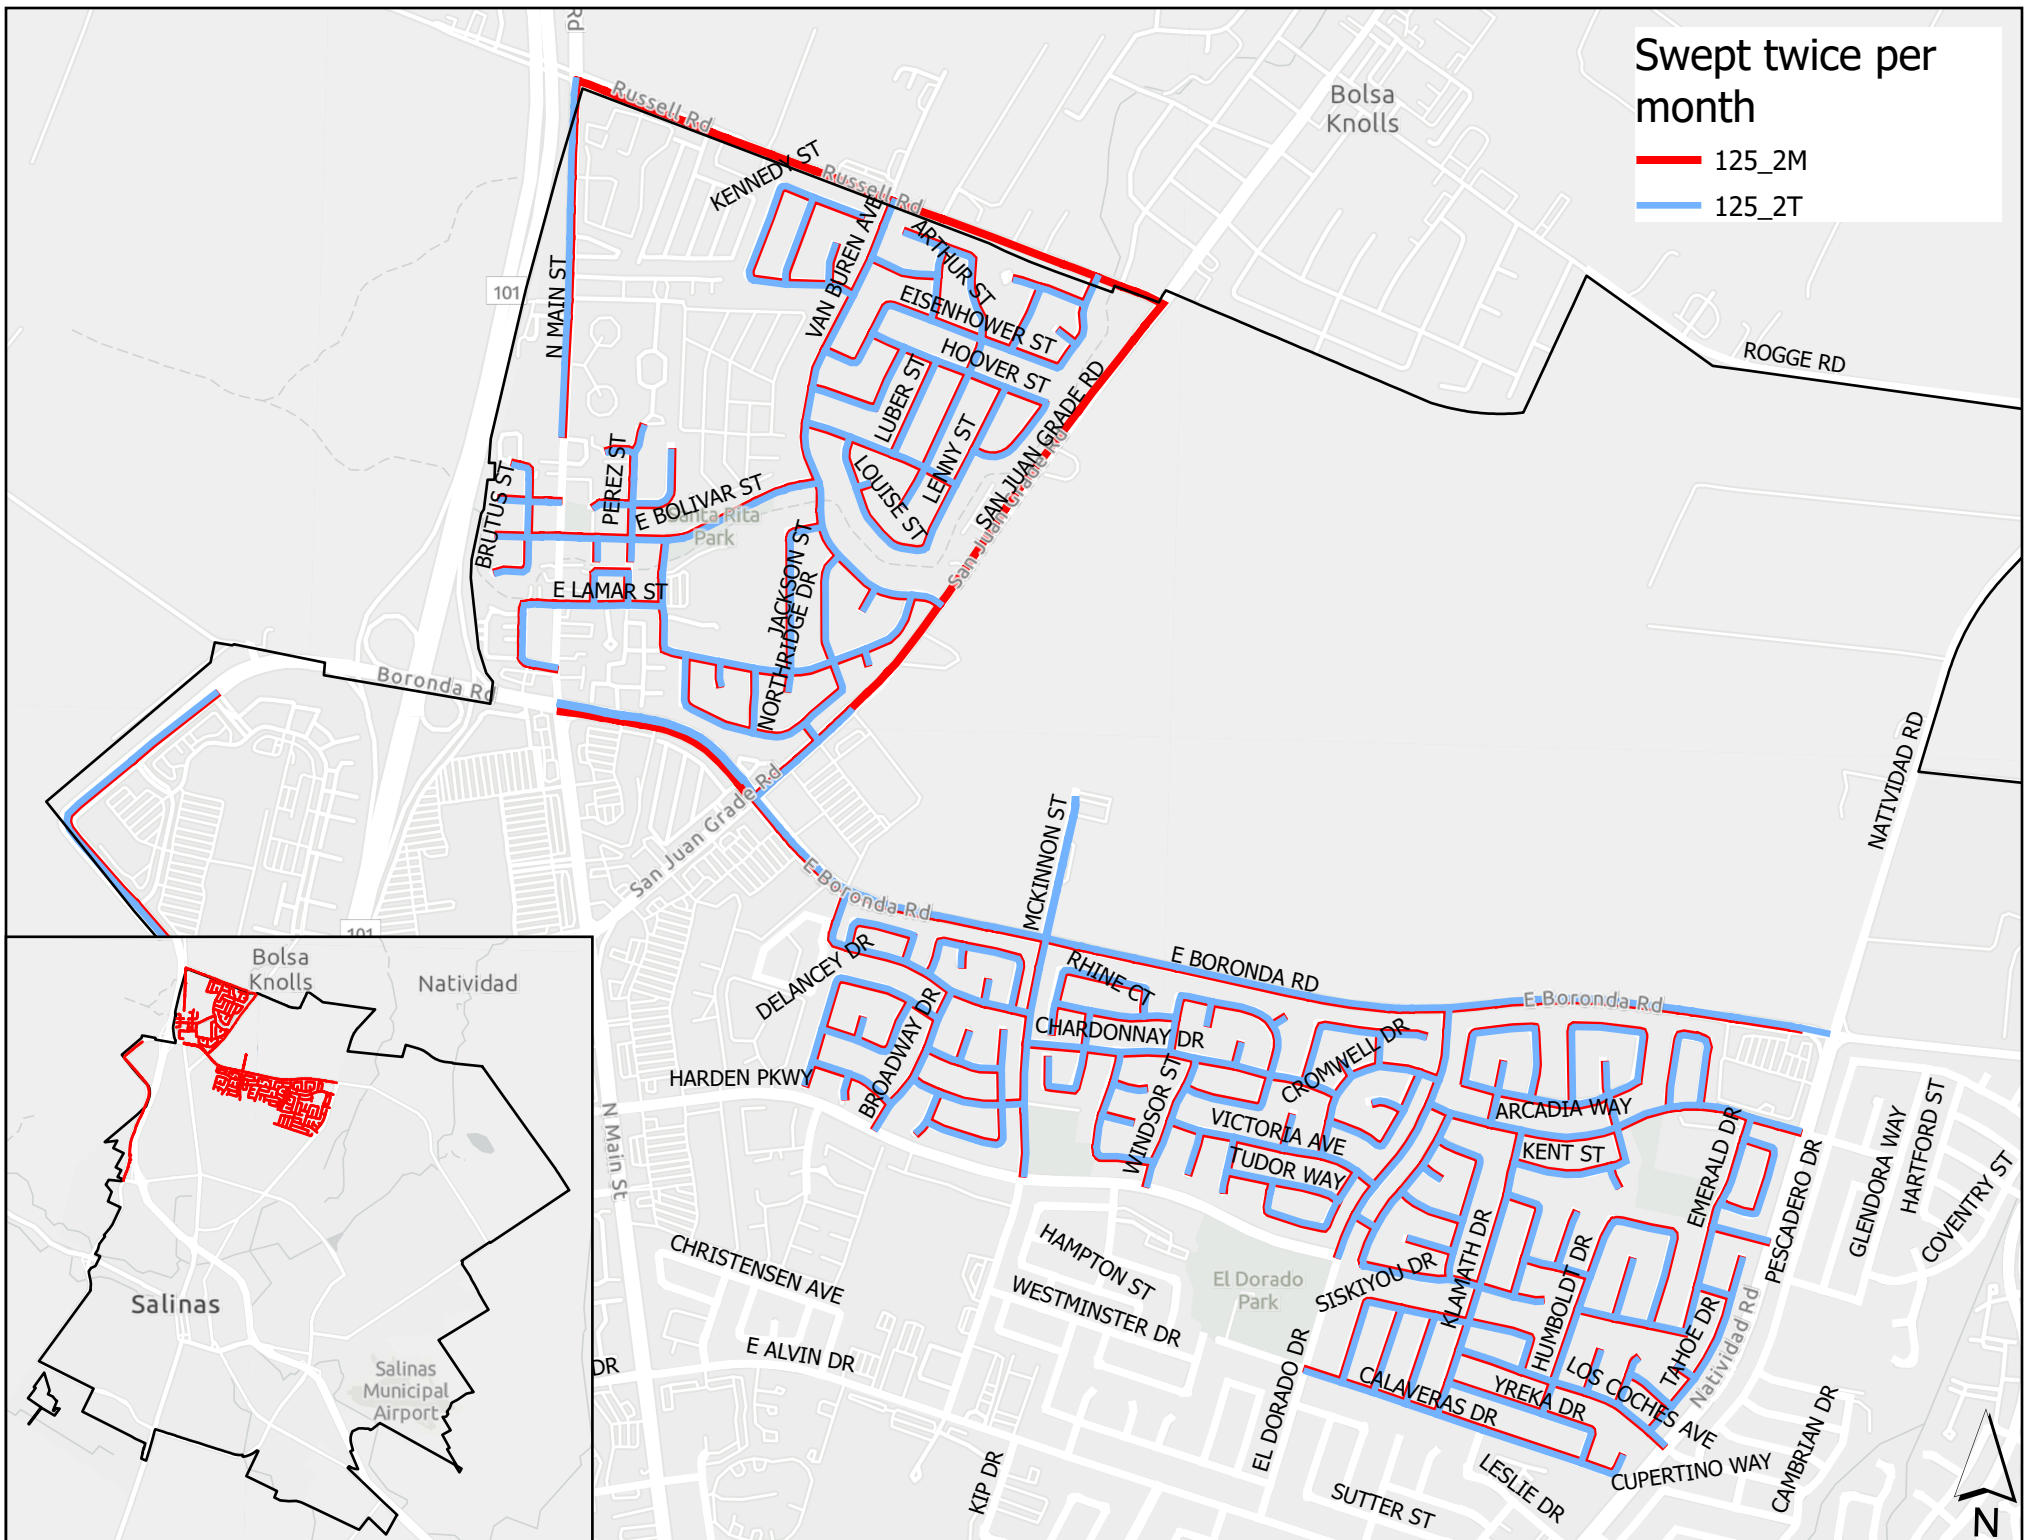 Swept twice per
month
125_2M
125_2T
Rd
Russell Rd
Bolsa
Knolls
KENNEDY ST
Russell Rd
VAN BUREN AVE
ARTHUR ST
N MAIN ST
101
EISENHOWER ST
HOOVER ST
ROGGE RD
LUBER ST
SAN JUAN GRADE RD
San Juan Grade Rd
LENNY ST
LOUISE ST
PEREZ ST
BRUTUS ST
E BOLIVAR ST
Santa Rita
Park
JACKSON ST
NORTHRIDGE DR
E LAMAR ST
Boronda Rd
NATIVIDAD RD
San Juan Grade Rd
MCKINNON ST
E Boronda Rd
101
DELANCEY DR
RHINE CT
E BORONDA RD
E Boronda Rd
BROADWAY DR
CHARDONNAY DR
CROMWELL DR
HARDEN PKWY
WINDSOR ST
VICTORIA AVE
ARCADIA WAY
TUDOR WAY
KENT ST
EMERALD DR
PESCADERO DR
GLENDORA WAY
HARTFORD ST
COVENTRY ST
N Main St
CHRISTENSEN AVE
HAMPTON ST
WESTMINSTER DR
El Dorado
Park
SISKIYOU DR
KLAMATH DR
HUMBOLDT DR
TAHOE DR
Natividad Rd
E ALVIN DR
DR
EL DORADO DR
CALAVERAS DR
YREKA DR
LOS COCHES AVE
CAMBRIAN DR
CUPERTINO WAY
KIP DR
SUTTER ST
LESLIE DR
N
Bolsa
Knolls
Natividad
Salinas
Salinas
Municipal
Airport